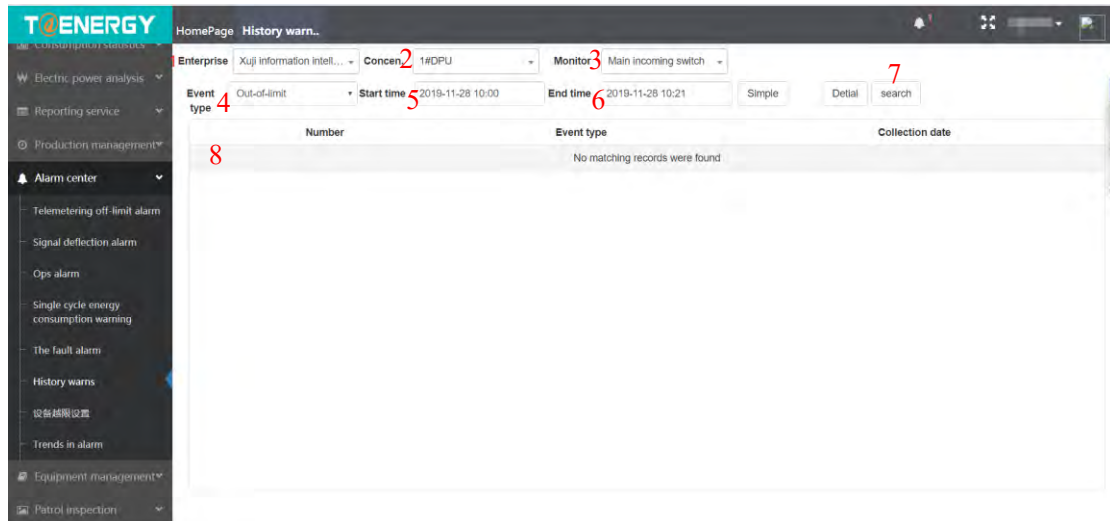 T@ENERGY
HomePage History warn..
1
Consumption statistics
Enterprise Xuji information intell... Concen. 2 1#DPU Monitor 3 Main incoming switch
7
Electric power analysis
Event type 4 Out-of-limit Start time 5 2019-11-28 10:00 End time 6 2019-11-28 10:21 Simple Detial search
Reporting service
Number Event type Collection date
Production management
8 No matching records were found
Alarm center
Telemetering off-limit alarm
Signal deflection alarm
Ops alarm
Single cycle energy
consumption warning
The fault alarm
History warns
设备越限设置
Trends in alarm
Equipment management
Patrol inspection